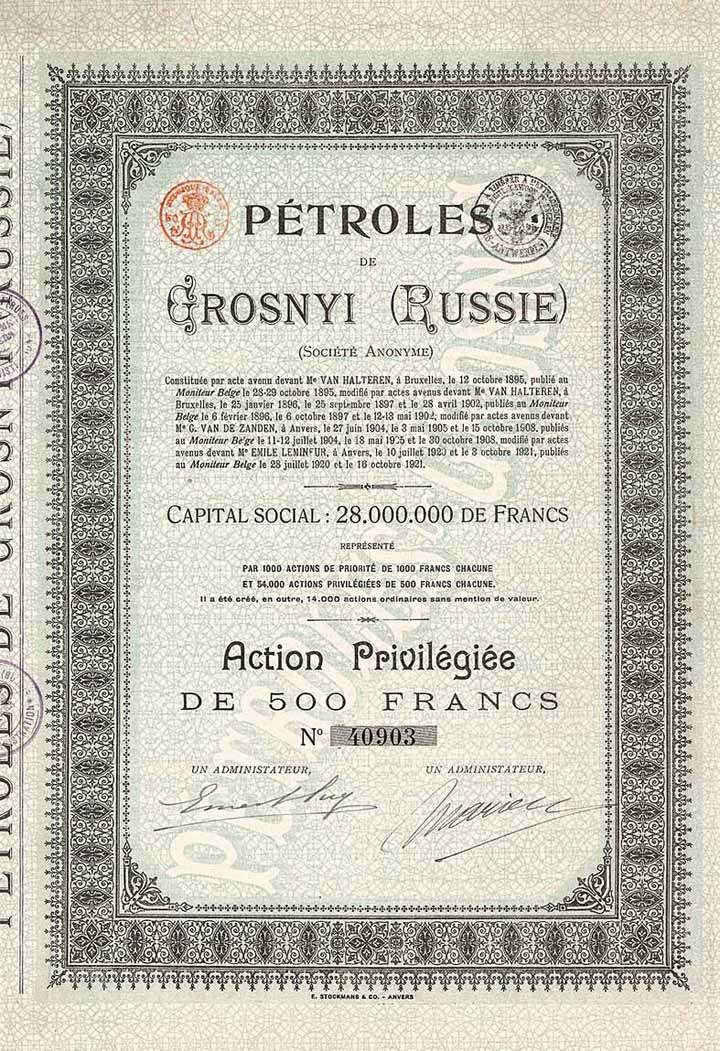 PÉTROLES
DE
GROSNYI (RUSSIE)
(SOCIÉTÉ ANONYME)
Constituée par acte avenu devant Me VAN HALTEREN, à Bruxelles, le 12 octobre 1895, publié au
Moniteur Belge le 28-29 octobre 1895, modifié par actes avenus devant Me VAN HALTEREN, à
Bruxelles, le 25 janvier 1896, le 25 septembre 1897 et le 28 avril 1902, publiés au Moniteur
Belge le 6 février 1896, le 6 octobre 1897 et le 12-13 mai 1902, modifié par actes avenus devant
Me G. VAN DE ZANDEN, à Anvers, le 27 juin 1904, le 3 mai 1905 et le 15 octobre 1908, publiés
au Moniteur Belge le 11-12 juillet 1904, le 18 mai 1905 et le 30 octobre 1908, modifié par actes
avenus devant Me EMILE LEMINEUR, à Anvers, le 10 juillet 1920 et le 3 octobre 1921, publiés
au Moniteur Belge le 28 juillet 1920 et le 16 octobre 1921.
CAPITAL SOCIAL : 28.000.000 DE FRANCS
REPRÉSENTÉ
PAR 1000 ACTIONS DE PRIORITÉ DE 1000 FRANCS CHACUNE
ET 54.000 ACTIONS PRIVILÉGIÉES DE 500 FRANCS CHACUNE.
Il a été créé, en outre, 14.000 actions ordinaires sans mention de valeur.
Action Privilégiée
DE 500 FRANCS
No 40903
UN ADMINISTATEUR,
UN ADMINISTATEUR,
E. STOCKMANS & CO. - ANVERS
PÉTROLES DE GROSNYI (RUSSIE)